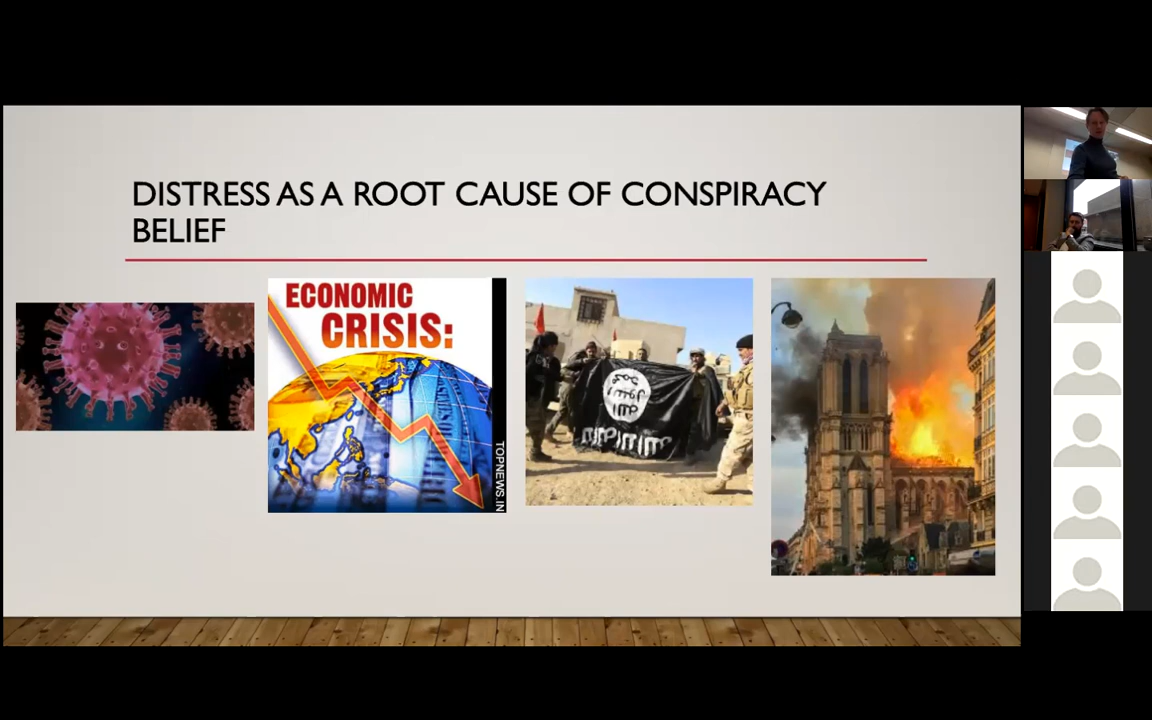 DISTRESS AS A ROOT CAUSE OF CONSPIRACY
BELIEF
ECONOMIC
CRISIS:
TOPNEWS.IN